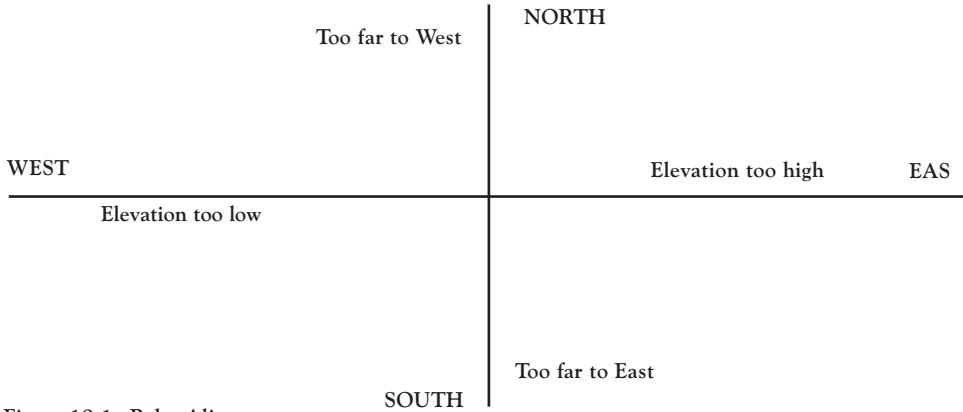 NORTH
Too far to West
WEST
Elevation too high
EAS
Elevation too low
Too far to East
SOUTH